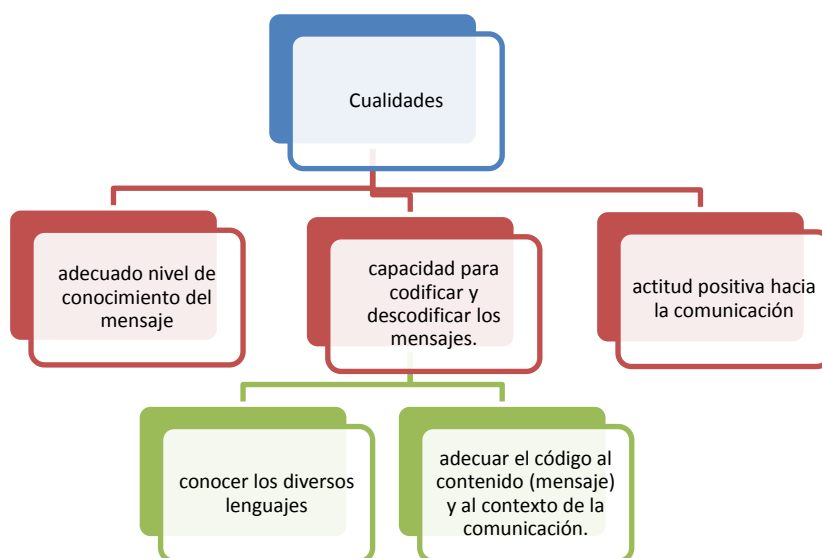 Cualidades
adecuado nivel de
conocimiento del
mensaje
capacidad para
codificar y
descodificar los
mensajes.
actitud positiva hacia
la comunicación
conocer los diversos
lenguajes
adecuar el código al
contenido (mensaje)
y al contexto de la
comunicación.